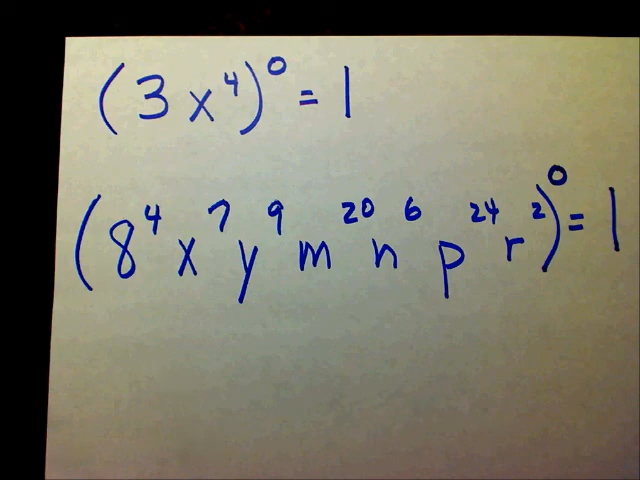 (3x⁴)⁰ = 1
(8⁴x⁷y⁹m²⁰n⁶p²⁴r²)⁰ = 1